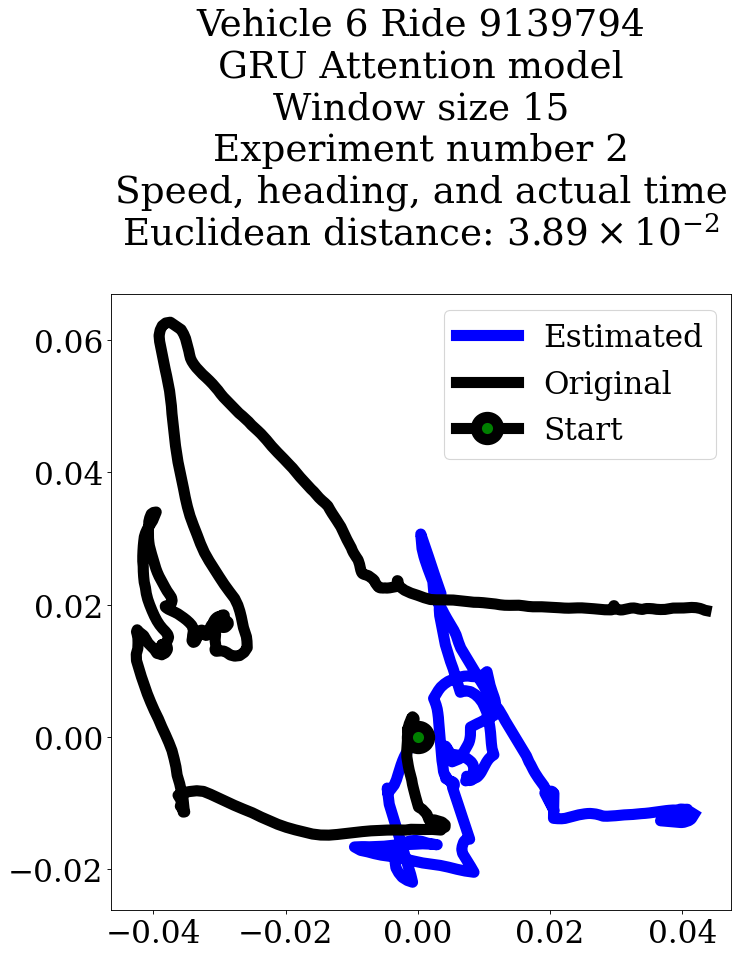 Vehicle 6 Ride 9139794
GRU Attention model
Window size 15
Experiment number 2
Speed, heading, and actual time
Euclidean distance: 3.89 × 10⁻²
Estimated
Original
Start
0.06
0.04
0.02
0.00
−0.02
−0.04 −0.02 0.00 0.02 0.04